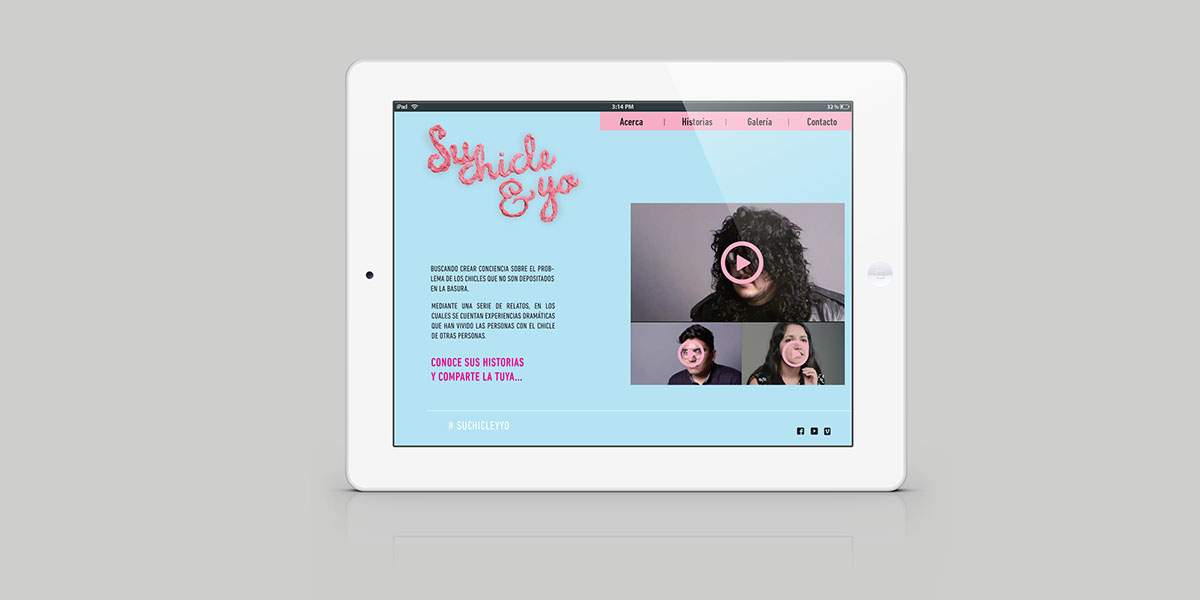 iPad 3:14 PM 32 %
Acerca | Historias | Galería | Contacto
Su
chicle
& yo
BUSCANDO CREAR CONCIENCIA SOBRE EL PROB-
LEMA DE LOS CHICLES QUE NO SON DEPOSITADOS
EN LA BASURA.
MEDIANTE UNA SERIE DE RELATOS, EN LOS
CUALES SE CUENTAN EXPERIENCIAS DRAMÁTICAS
QUE HAN VIVIDO LAS PERSONAS CON EL CHICLE
DE OTRAS PERSONAS.
CONOCE SUS HISTORIAS
Y COMPARTE LA TUYA...
# SUCHICLEYYO